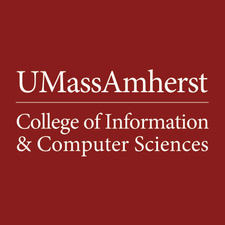 UMassAmherst
College of Information
& Computer Sciences